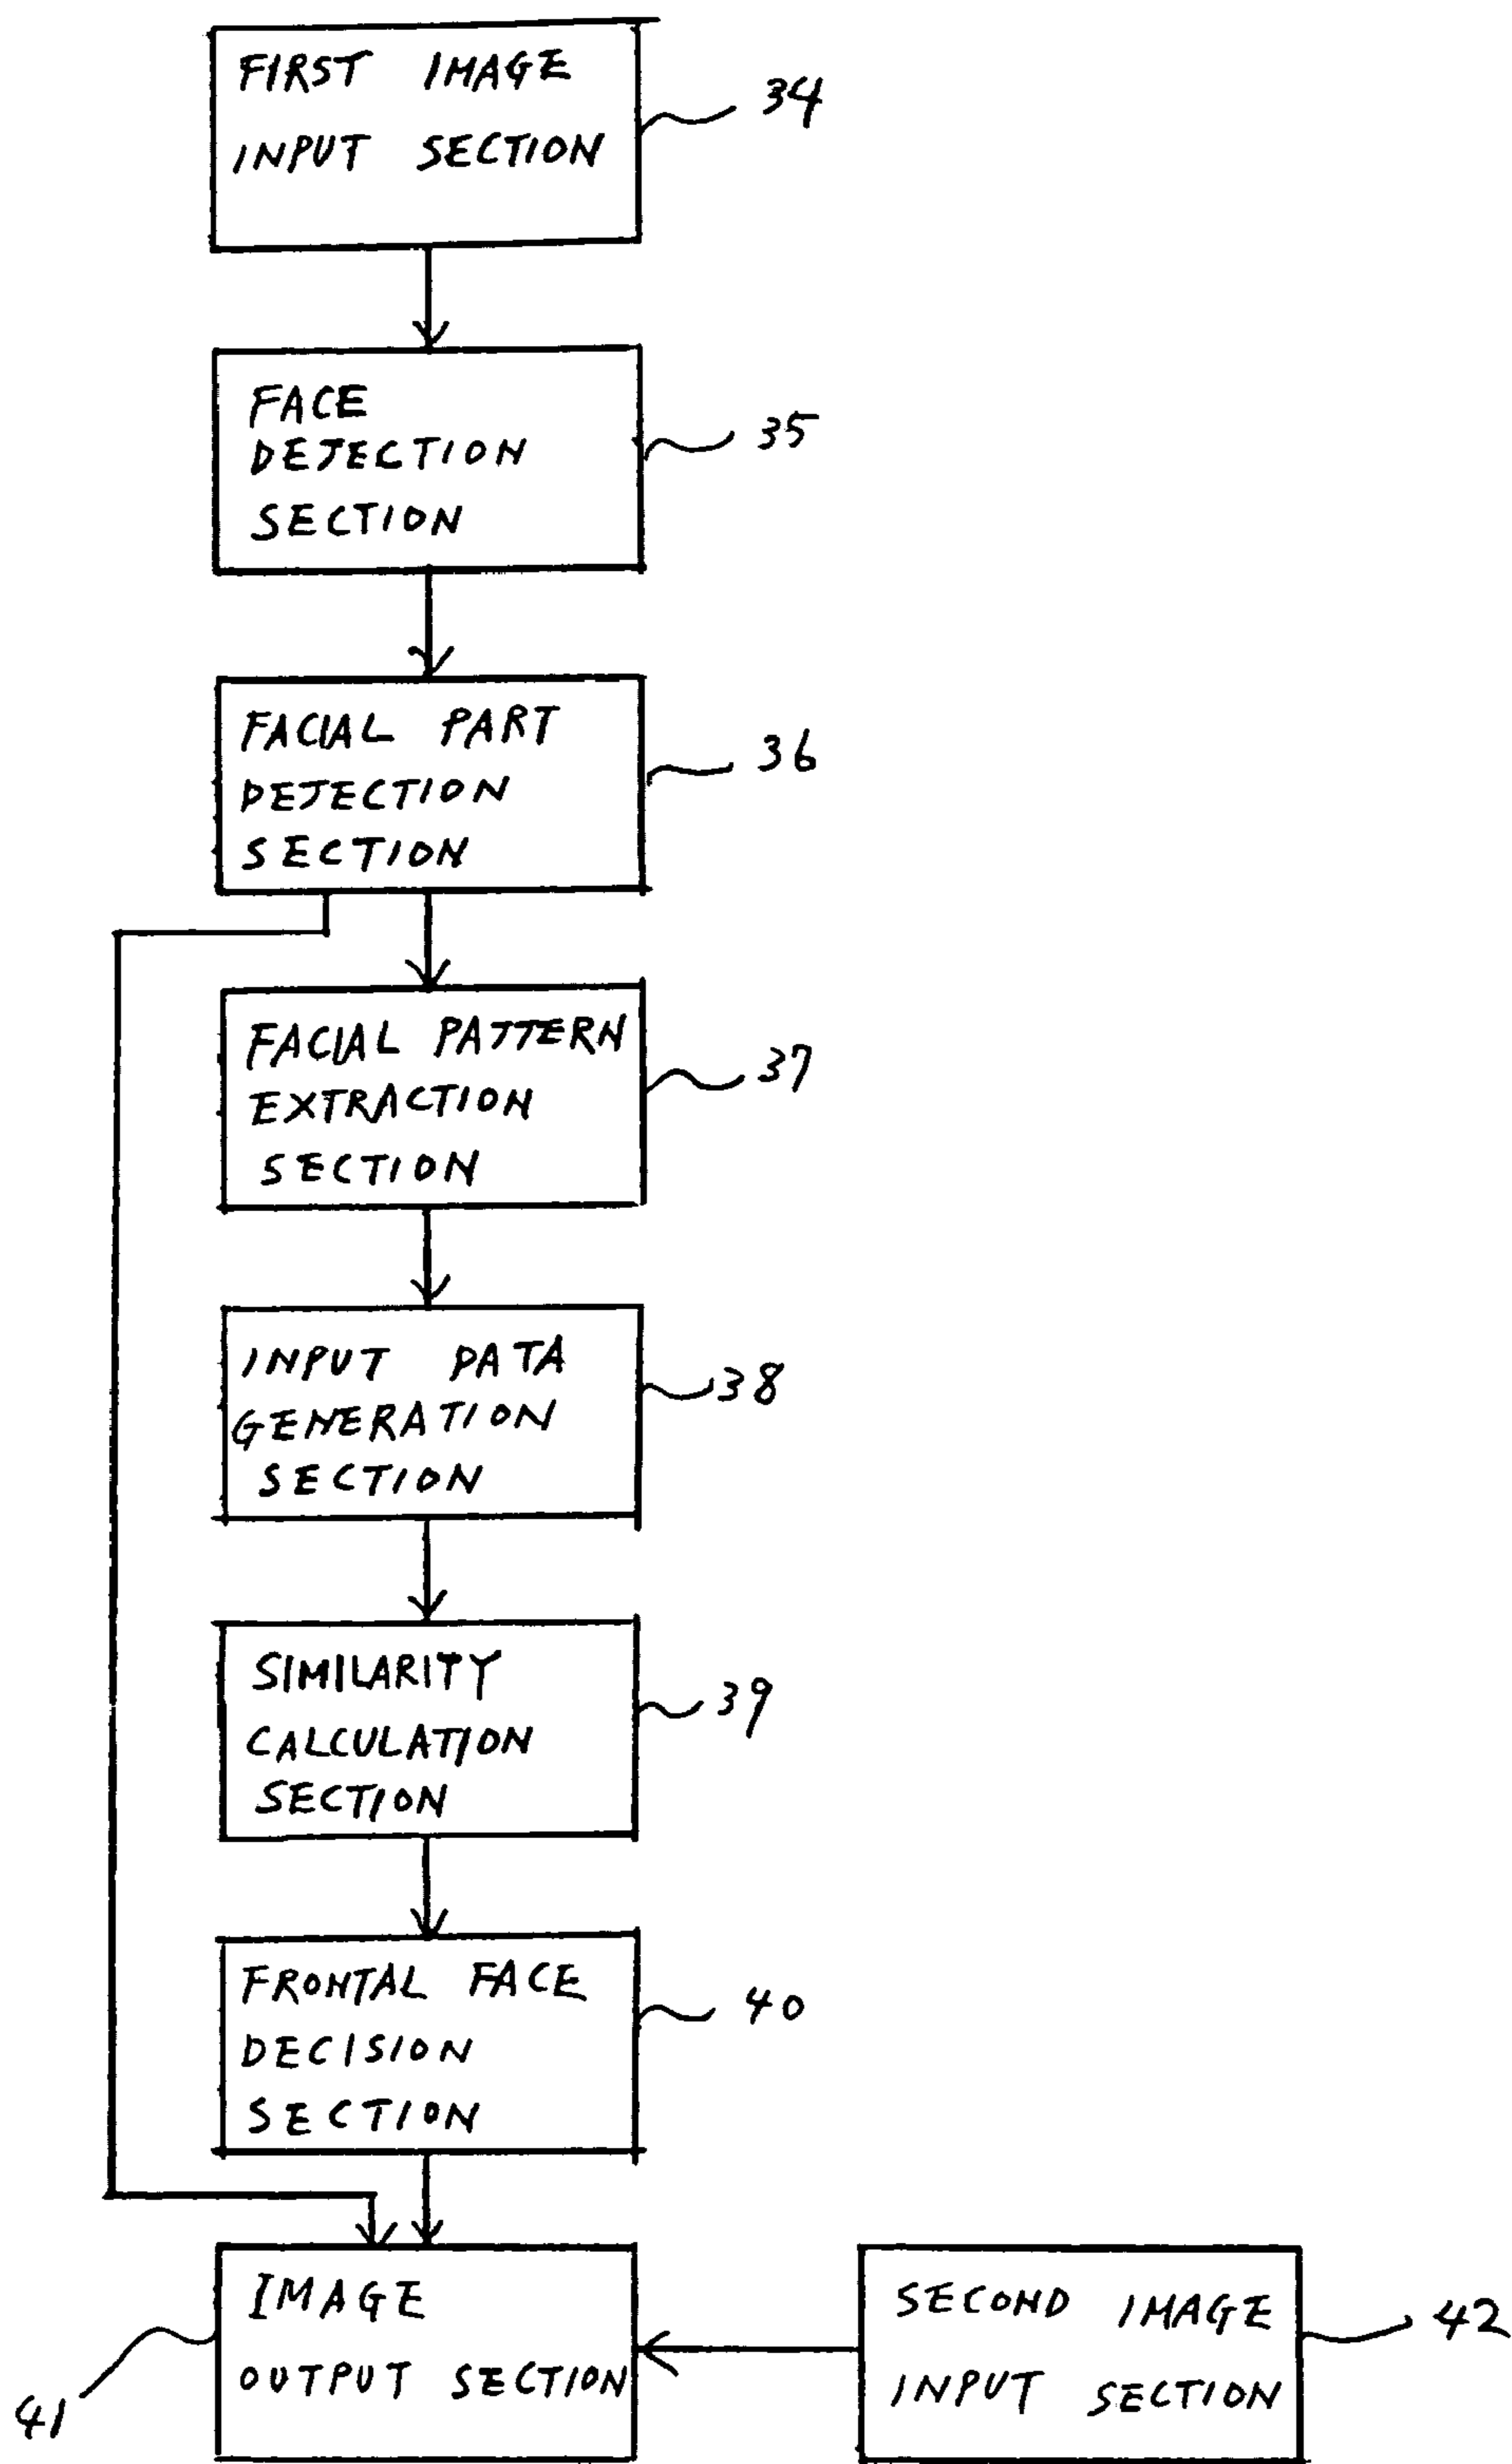 FIRST IMAGE
INPUT SECTION
34
FACE
DETECTION
SECTION
35
FACIAL PART
DETECTION
SECTION
36
FACIAL PATTERN
EXTRACTION
SECTION
37
INPUT DATA
GENERATION
SECTION
38
SIMILARITY
CALCULATION
SECTION
39
FRONTAL FACE
DECISION
SECTION
40
IMAGE
OUTPUT SECTION
41
SECOND IMAGE
INPUT SECTION
42